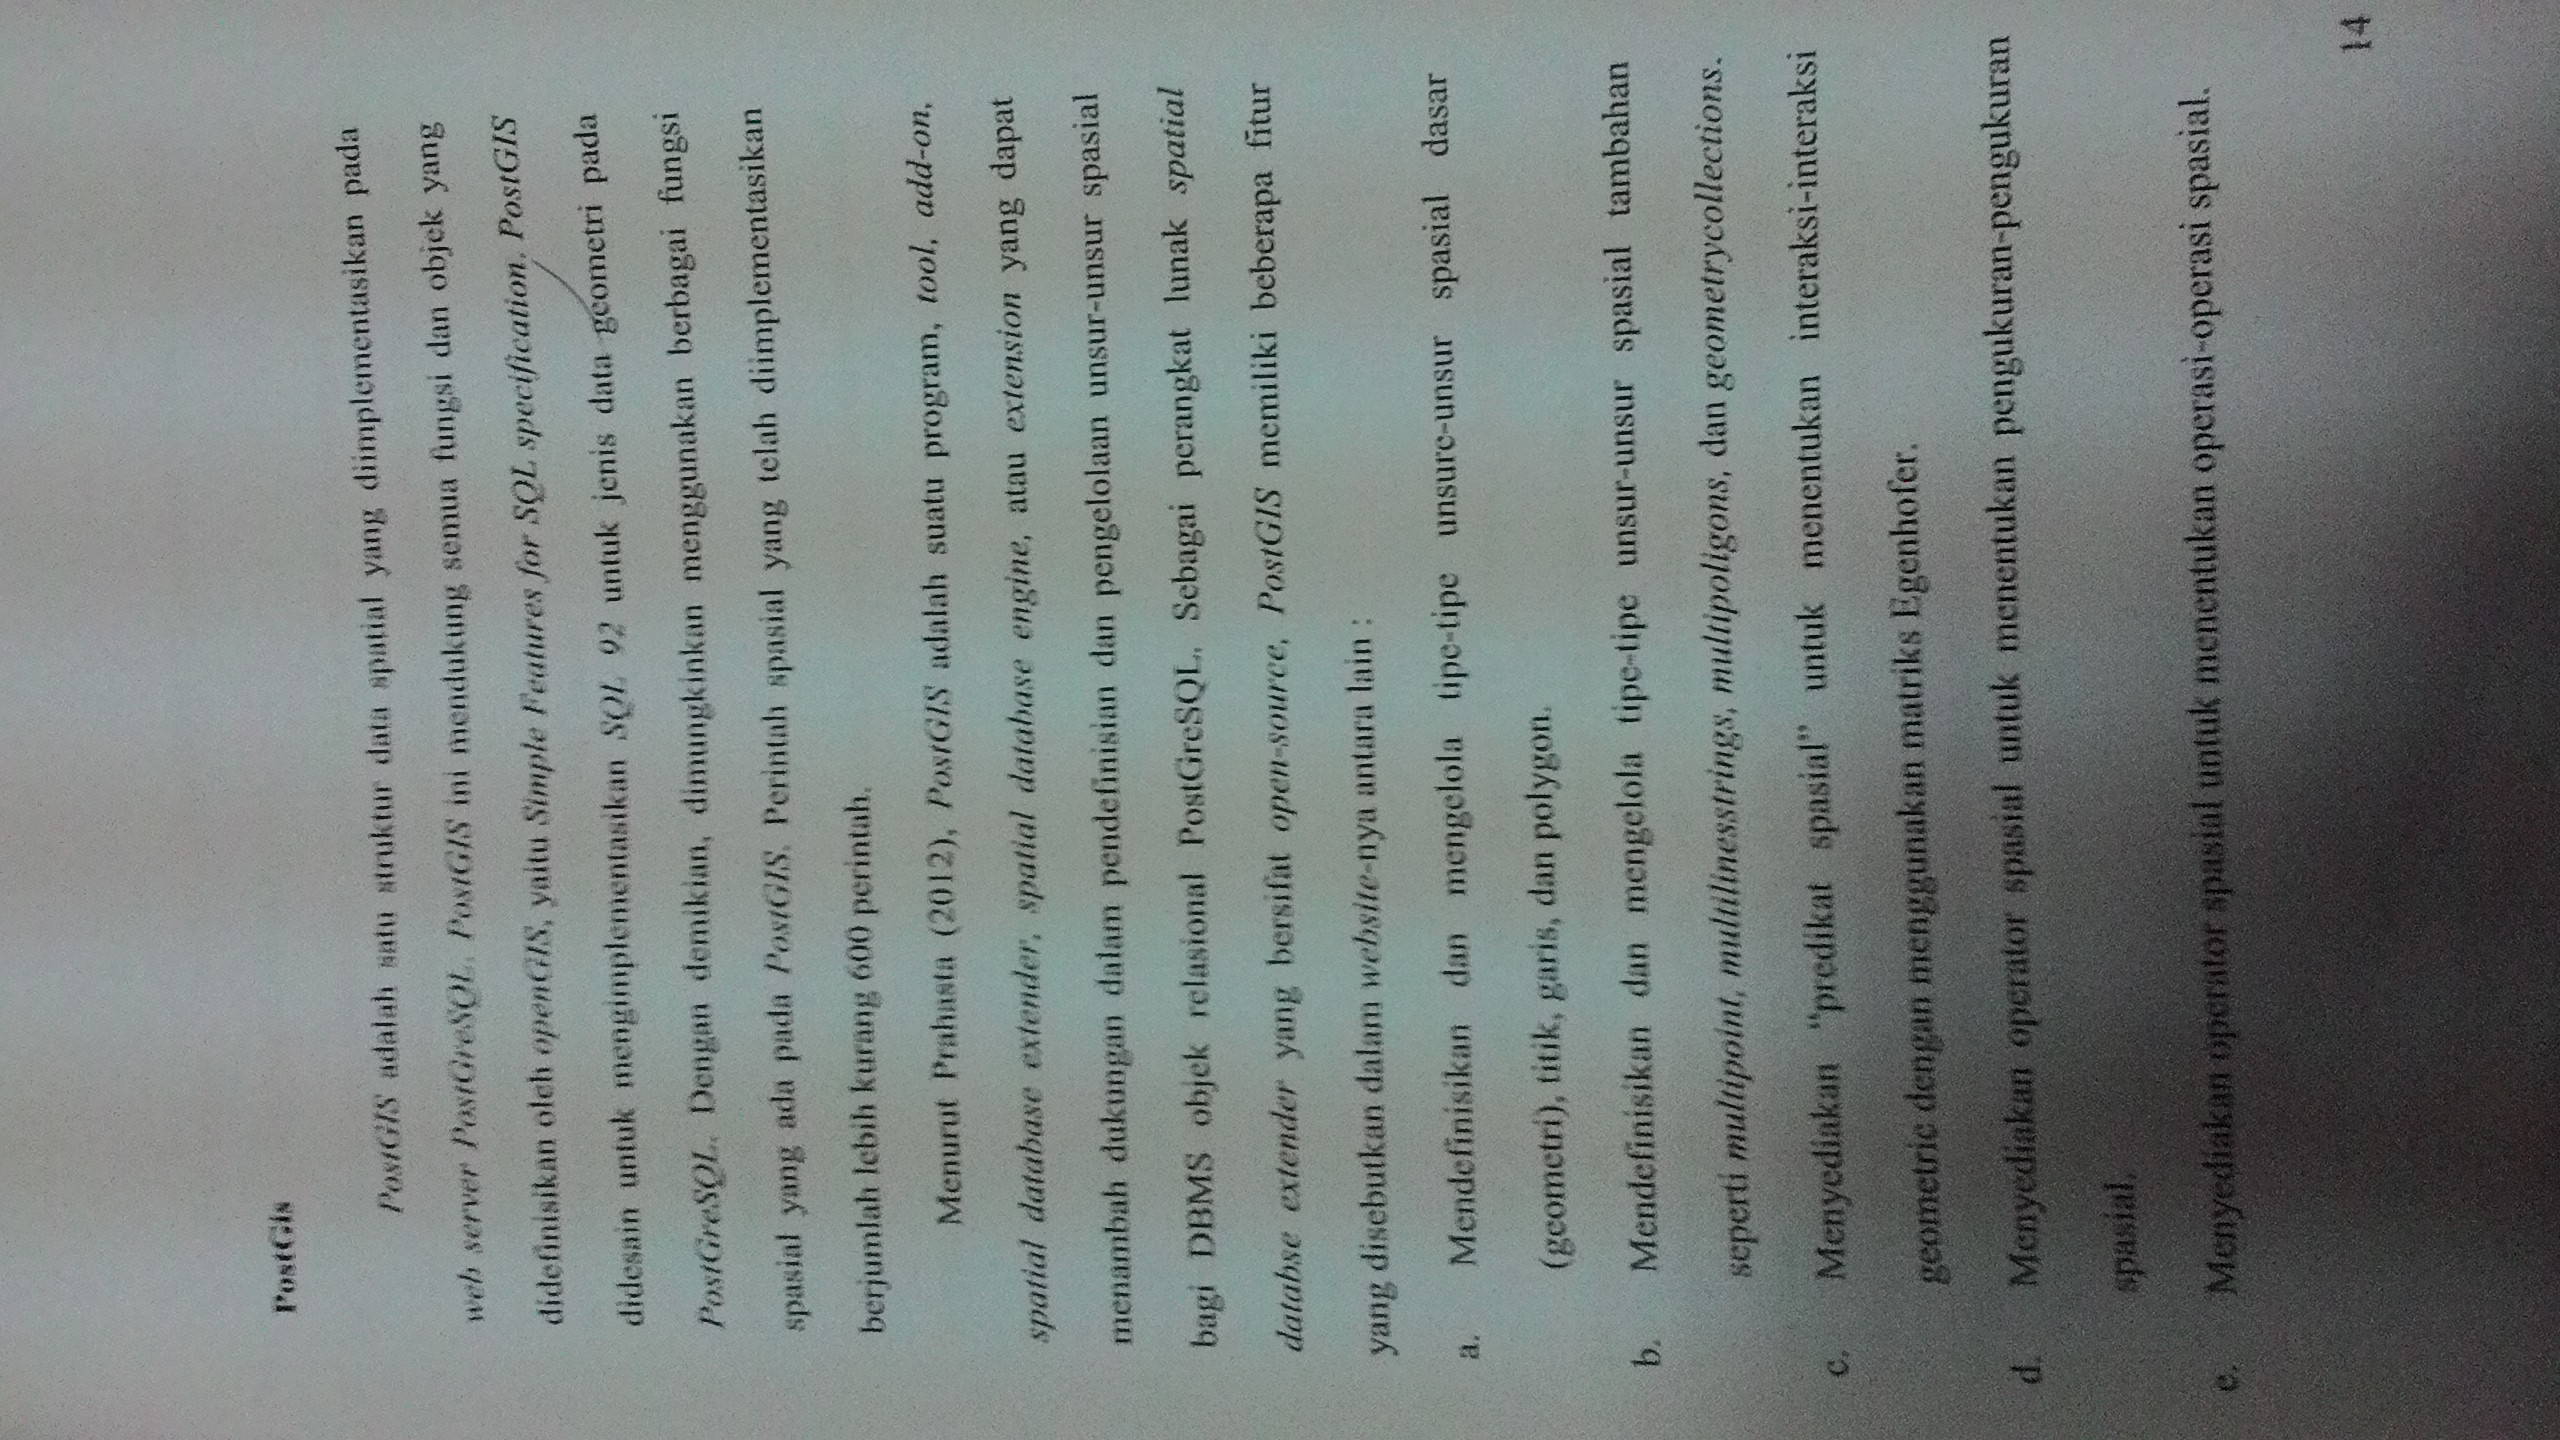 PostGis
PostGIS adalah satu struktur data spatial yang diimplementasikan pada
web server PostGreSQL. PostGIS ini mendukung semua fungsi dan objek yang
didefinisikan oleh openGIS, yaitu Simple Features for SQL specification. PostGIS
didesain untuk mengimplementasikan SQL 92 untuk jenis data geometri pada
PostGreSQL. Dengan demikian, dimungkinkan menggunakan berbagai fungsi
spasial yang ada pada PostGIS. Perintah spasial yang telah diimplementasikan
berjumlah lebih kurang 600 perintah.
Menurut Prahasta (2012), PostGIS adalah suatu program, tool, add-on,
spatial database extender, spatial database engine, atau extension yang dapat
menambah dukungan dalam pendefinisian dan pengelolaan unsur-unsur spasial
bagi DBMS objek relasional PostGreSQL. Sebagai perangkat lunak spatial
databse extender yang bersifat open-source, PostGIS memiliki beberapa fitur
yang disebutkan dalam website-nya antara lain :
a. Mendefinisikan dan mengelola tipe-tipe unsure-unsur spasial dasar
(geometri), titik, garis, dan polygon.
b. Mendefinisikan dan mengelola tipe-tipe unsur-unsur spasial tambahan
seperti multipoint, multilinesstrings, multipoligons, dan geometrycollections.
c. Menyediakan “predikat spasial” untuk menentukan interaksi-interaksi
geometric dengan menggunakan matriks Egenhofer.
d. Menyediakan operator spasial untuk menentukan pengukuran-pengukuran
spasial.
e. Menyediakan operator spasial untuk menentukan operasi-operasi spasial.
14